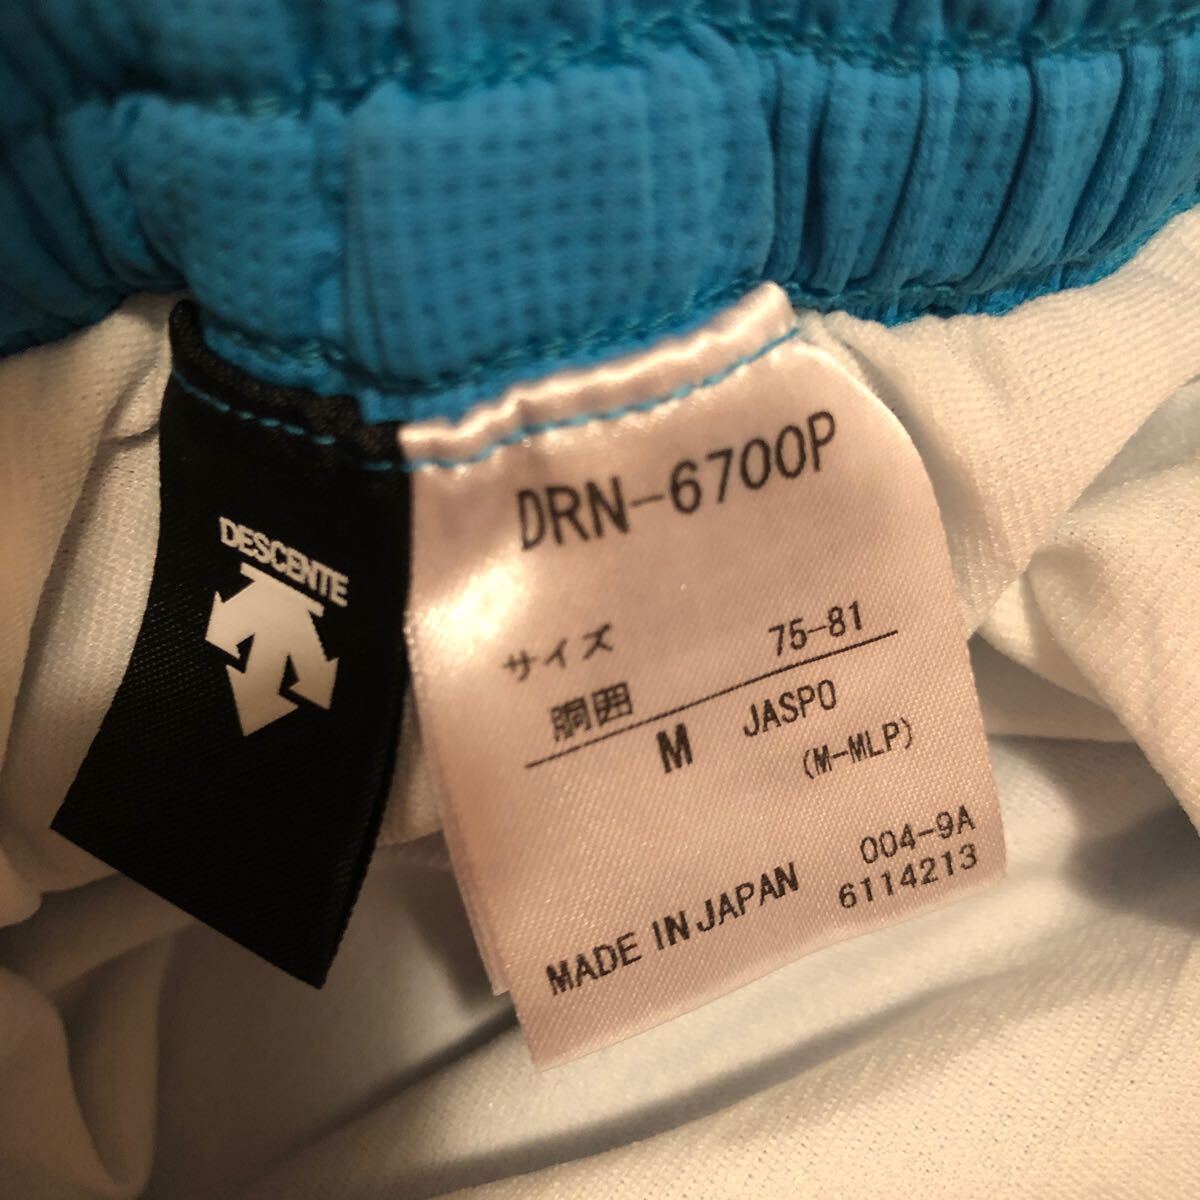 DESCENTE
DRN-6700P
サイズ
胴囲 75-81
M JASPO
(M-MLP)
004-9A
MADE IN JAPAN 6114213